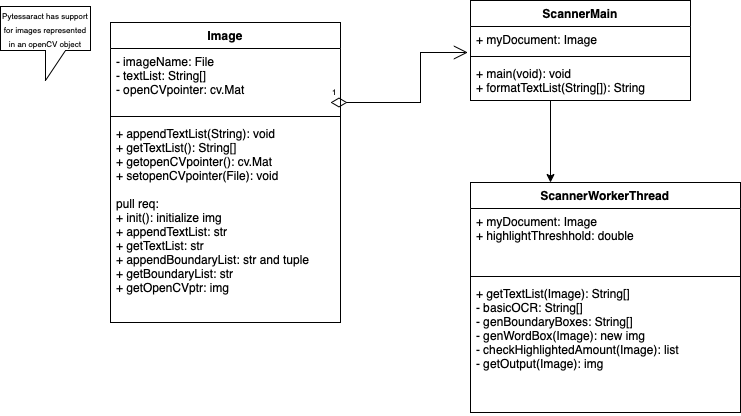 Pytessaract has support
for images represented
in an openCV object
Image
- imageName: File
- textList: String[]
- openCVpointer: cv.Mat
1
+ appendTextList(String): void
+ getTextList(): String[]
+ getopenCVpointer(): cv.Mat
+ setopenCVpointer(File): void
pull req:
+ init(): initialize img
+ appendTextList: str
+ getTextList: str
+ appendBoundaryList: str and tuple
+ getBoundaryList: str
+ getOpenCVptr: img
ScannerMain
+ myDocument: Image
+ main(void): void
+ formatTextList(String[]): String
ScannerWorkerThread
+ myDocument: Image
+ highlightThreshhold: double
+ getTextList(Image): String[]
- basicOCR: String[]
- genBoundaryBoxes: String[]
- genWordBox(Image): new img
- checkHighlightedAmount(Image): list
- getOutput(Image): img